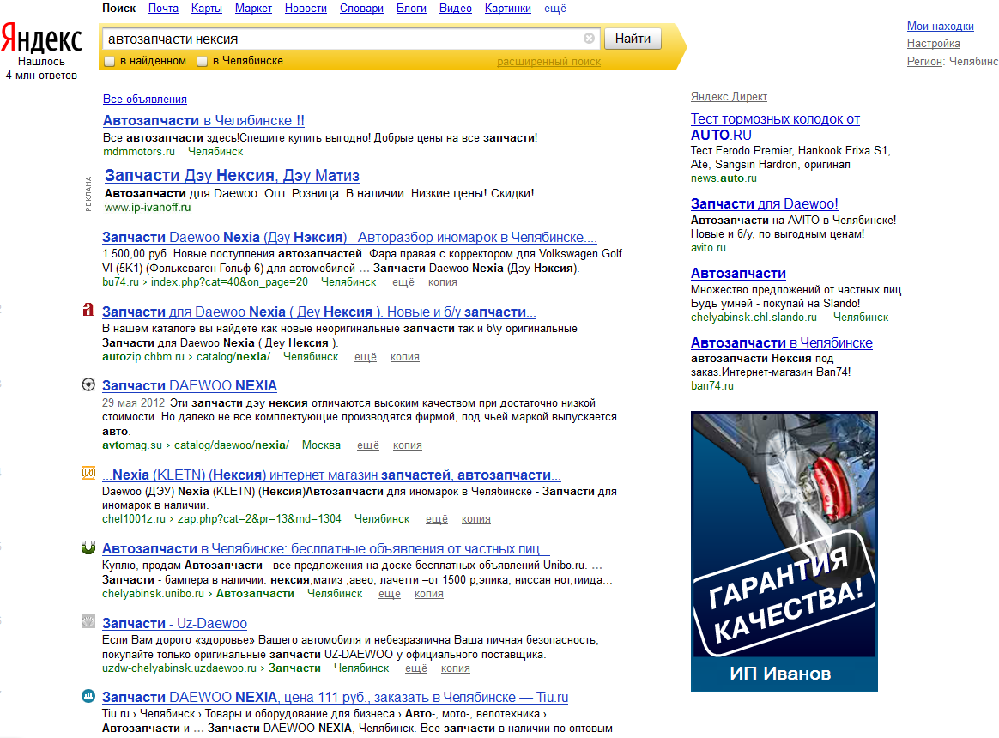 Поиск Почта Карты Маркет Новости Словари Блоги Видео Картинки ещё
Яндекс
Нашлось
4 млн ответов
автозапчасти нексия
Найти
в найденном в Челябинске расширенный поиск
Мои находки
Настройка
Регион: Челябинс
Все объявления
РЕКЛАМА
Автозапчасти в Челябинске !!
Все автозапчасти здесь!Спешите купить выгодно! Добрые цены на все запчасти!
mdmmotors.ru Челябинск
Запчасти Дэу Нексия, Дэу Матиз
Автозапчасти для Daewoo. Опт. Розница. В наличии. Низкие цены! Скидки!
www.ip-ivanoff.ru
Запчасти Daewoo Nexia (Дэу Нэксия) - Авторазбор иномарок в Челябинске....
1.500,00 руб. Новые поступления автозапчастей. Фара правая с корректором для Volkswagen Golf
VI (5K1) (Фольксваген Гольф 6) для автомобилей ... Запчасти Daewoo Nexia (Дэу Нэксия).
bu74.ru › index.php?cat=40&on_page=20 Челябинск ещё копия
Запчасти для Daewoo Nexia ( Деу Нексия ). Новые и б/у запчасти...
В нашем каталоге вы найдете как новые неоригинальные запчасти так и б\у оригинальные
Запчасти для Daewoo Nexia ( Деу Нексия ).
autozip.chbm.ru › catalog/nexia/ Челябинск ещё копия
Запчасти DAEWOO NEXIA
29 мая 2012 Эти запчасти дэу нексия отличаются высоким качеством при достаточно низкой
стоимости. Но далеко не все комплектующие производятся фирмой, под чьей маркой выпускается
авто.
avtomag.su › catalog/daewoo/nexia/ Москва ещё копия
1001
...Nexia (KLETN) (Нексия) интернет магазин запчастей, автозапчасти...
Daewoo (ДЭУ) Nexia (KLETN) (Нексия)Автозапчасти для иномарок в Челябинске - Запчасти для
иномарок в наличии.
chel1001z.ru › zap.php?cat=2&pr=13&md=1304 Челябинск ещё копия
Автозапчасти в Челябинске: бесплатные объявления от частных лиц...
Куплю, продам Автозапчасти - все предложения на доске бесплатных объявлений Unibo.ru. ...
Запчасти - бампера в наличии: нексия,матиз ,авео, лачетти –от 1500 р,эпика, ниссан нот,тиида...
chelyabinsk.unibo.ru › Автозапчасти Челябинск ещё копия
Запчасти - Uz-Daewoo
Если Вам дорого «здоровье» Вашего автомобиля и небезразлична Ваша личная безопасность,
покупайте только оригинальные запчасти UZ-DAEWOO у официального поставщика.
uzdw-chelyabinsk.uzdaewoo.ru › Запчасти Челябинск ещё копия
Запчасти DAEWOO NEXIA, цена 111 руб., заказать в Челябинске — Tiu.ru
Tiu.ru › Челябинск › Товары и оборудование для бизнеса › Авто-, мото-, велотехника ›
Автозапчасти и ... Запчасти DAEWOO NEXIA, Челябинск. Все запчасти в наличии по оптовым
Яндекс.Директ
Тест тормозных колодок от
AUTO.RU
Тест Ferodo Premier, Hankook Frixa S1,
Ate, Sangsin Hardron, оригинал
news.auto.ru
Запчасти для Daewoo!
Автозапчасти на AVITO в Челябинске!
Новые и б/у, по выгодным ценам!
avito.ru
Автозапчасти
Множество предложений от частных лиц.
Будь умней - покупай на Slando!
chelyabinsk.chl.slando.ru Челябинск
Автозапчасти в Челябинске
автозапчасти Нексия под
заказ.Интернет-магазин Ban74!
ban74.ru
ГАРАНТИЯ
КАЧЕСТВА!
ИП Иванов